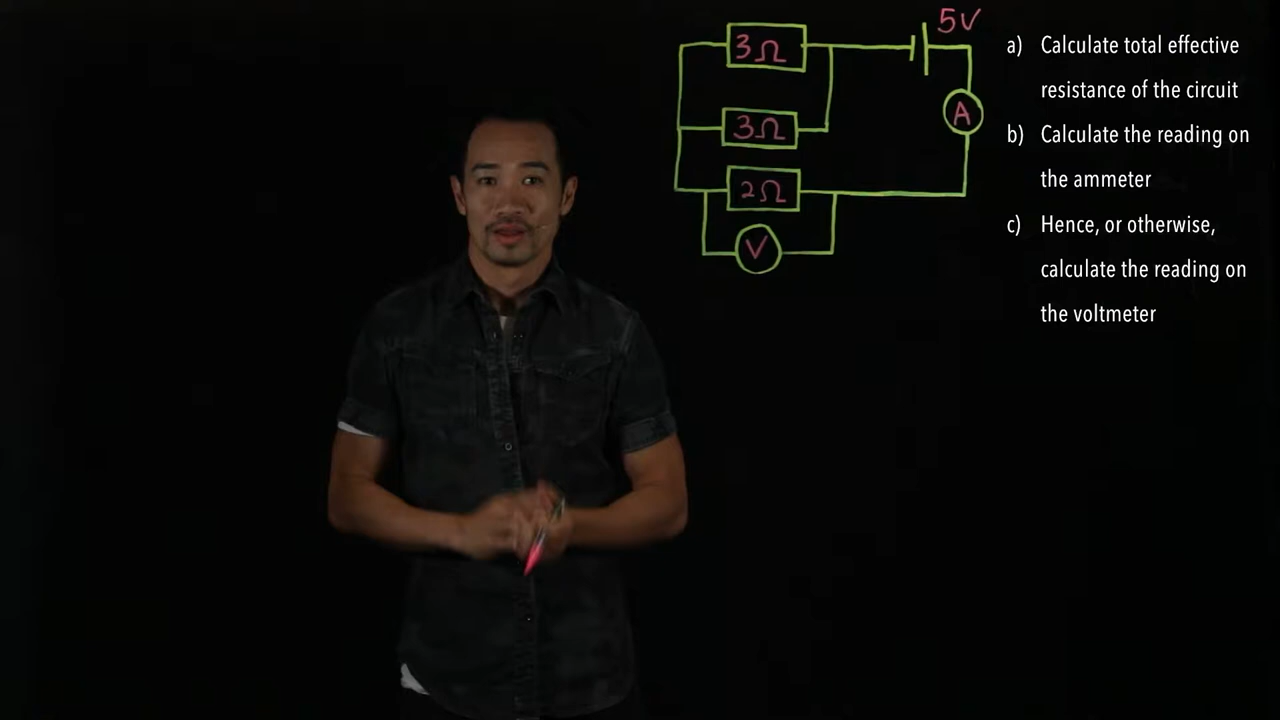 5V
3Ω
A
3Ω
2Ω
V
a) Calculate total effective
resistance of the circuit
b) Calculate the reading on
the ammeter
c) Hence, or otherwise,
calculate the reading on
the voltmeter